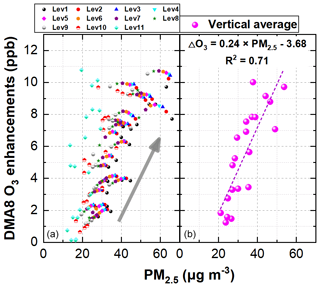 Lev1 Lev2 Lev3 Lev4
Lev5 Lev6 Lev7 Lev8
Lev9 Lev10 Lev11
Vertical average
△O₃ = 0.24 × PM₂.₅ - 3.68
R² = 0.71
DMA8 O₃ enhancements (ppb)
12
10
8
6
4
2
0
(a)
(b)
20 40 60 80
0 20 40 60
PM₂.₅ (μg m⁻³)